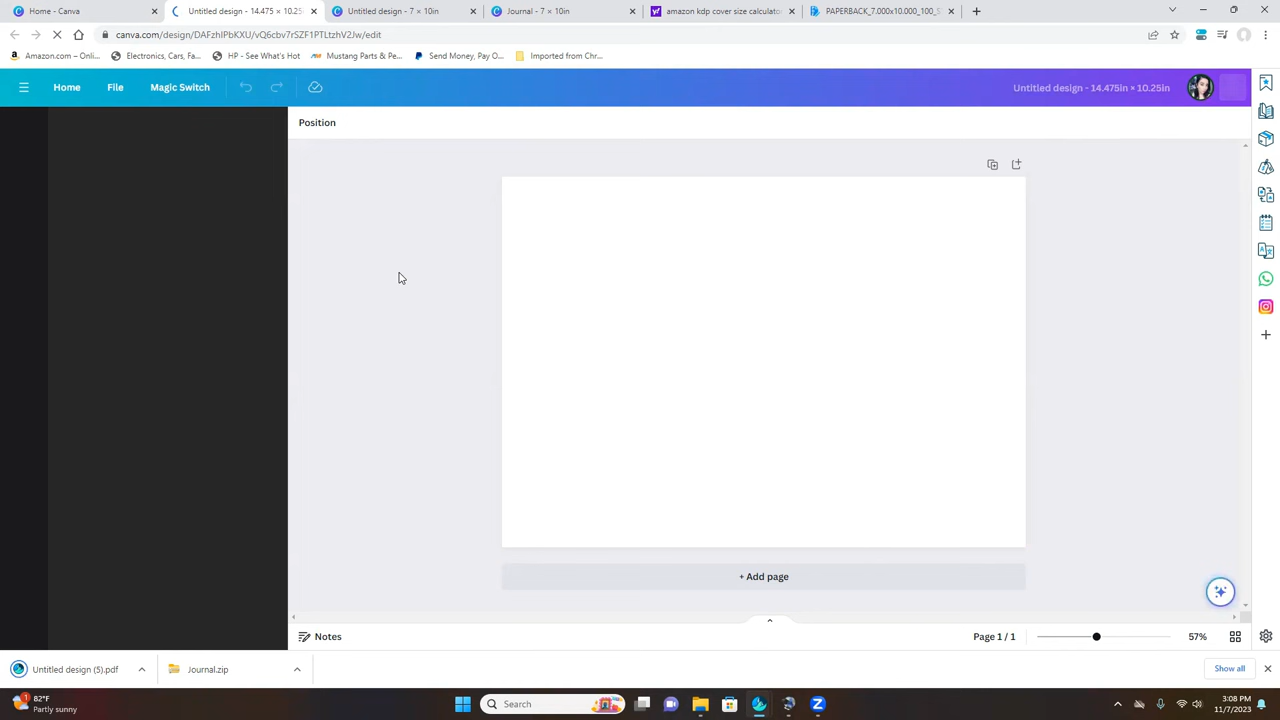 Home - Canva
Untitled design - 14.475 × 10.25i
Untitled design - 7 × 10in
Journal - 7 × 10in
amazon kdp cover size calculator
PAPERBACK_7.000x10.000_100_S
canva.com/design/DAFzhIPbKXU/vQ6cbv7rSZF1PTLtzhV2Jw/edit
Amazon.com – Onli...
Electronics, Cars, Fa...
HP - See What's Hot
Mustang Parts & Pe...
Send Money, Pay O...
Imported from Chr...
Home
File
Magic Switch
Untitled design - 14.475in × 10.25in
Position
+ Add page
Notes
Page 1 / 1
57%
Untitled design (5).pdf
Journal.zip
Show all
1
82°F
Partly sunny
Search
3:08 PM
11/7/2023